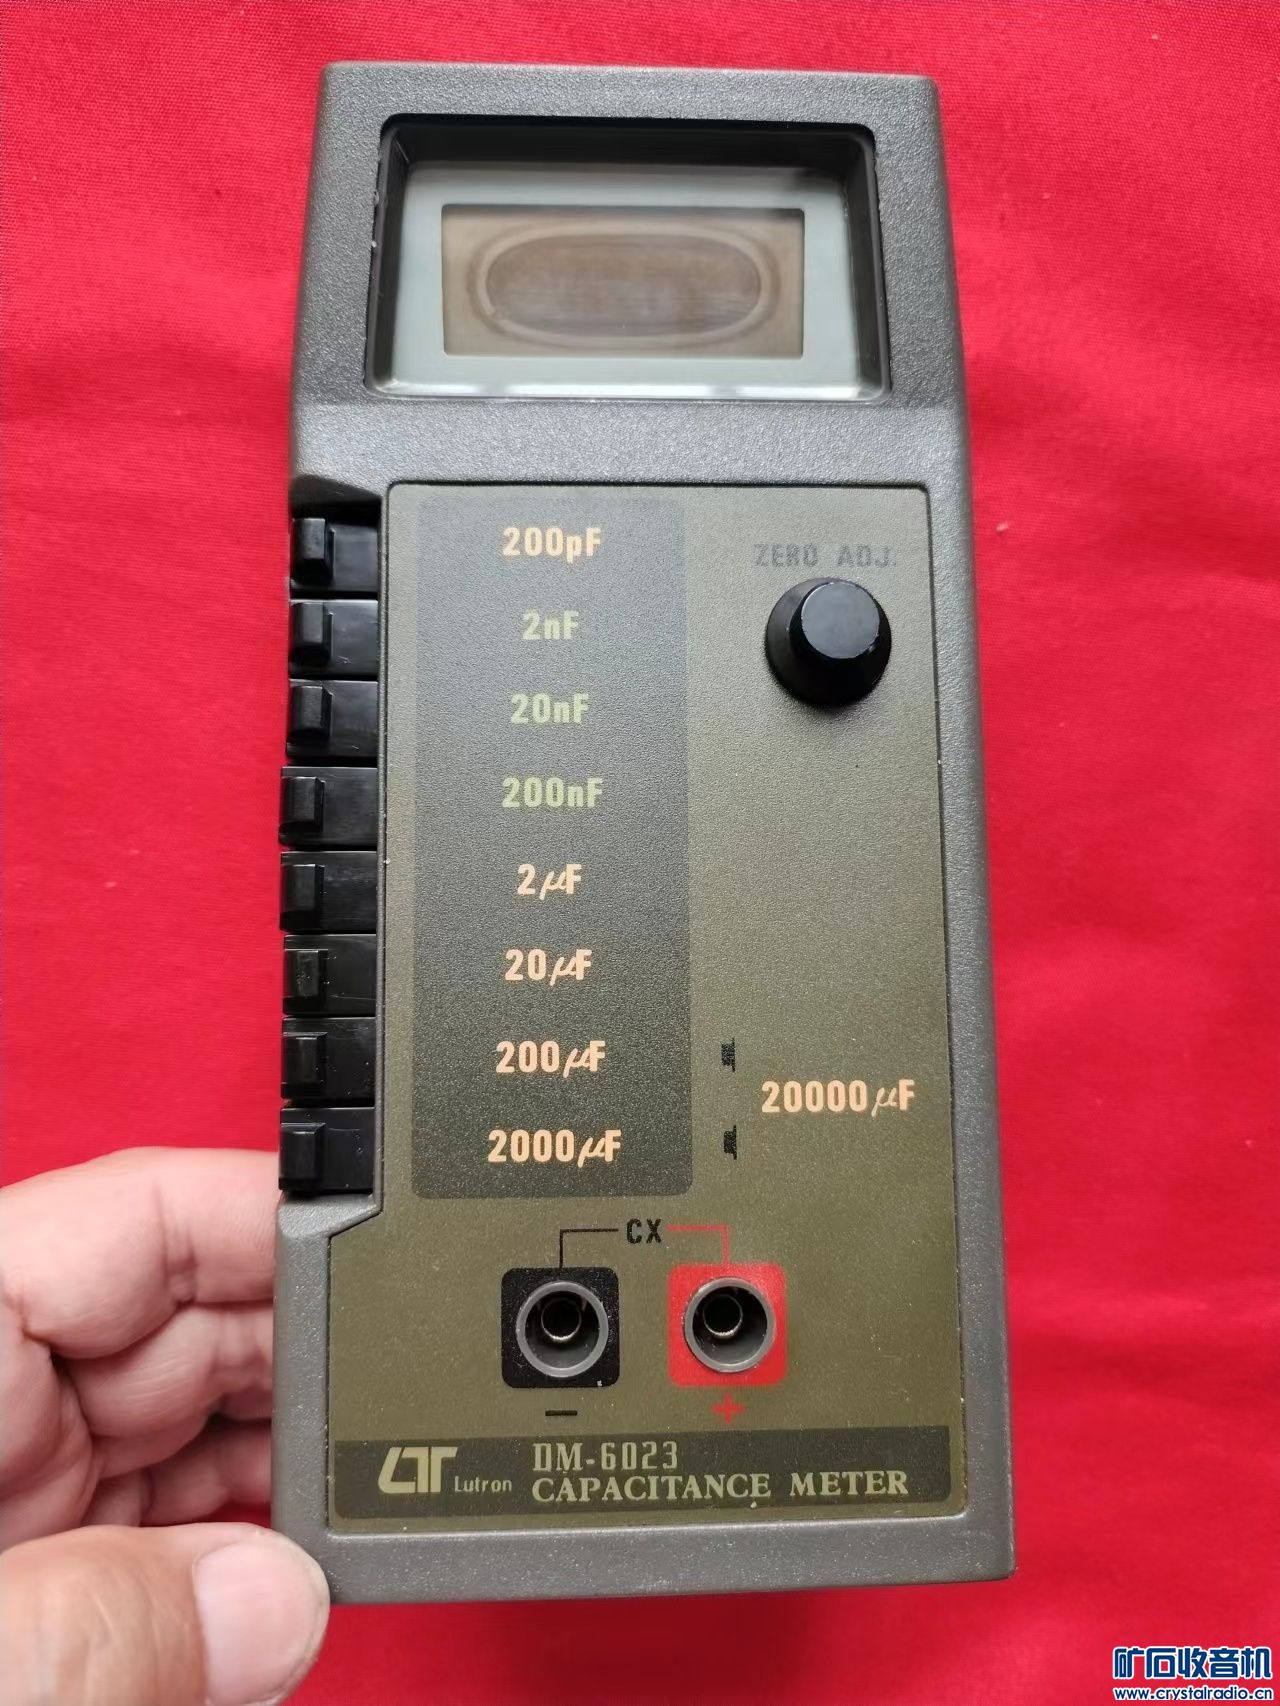 200pF
ZERO ADJ.
2nF
20nF
200nF
2μF
20μF
200μF
20000μF
2000μF
CX
− +
LT Lutron DM-6023
CAPACITANCE METER
矿石收音机
www.crystalradio.cn